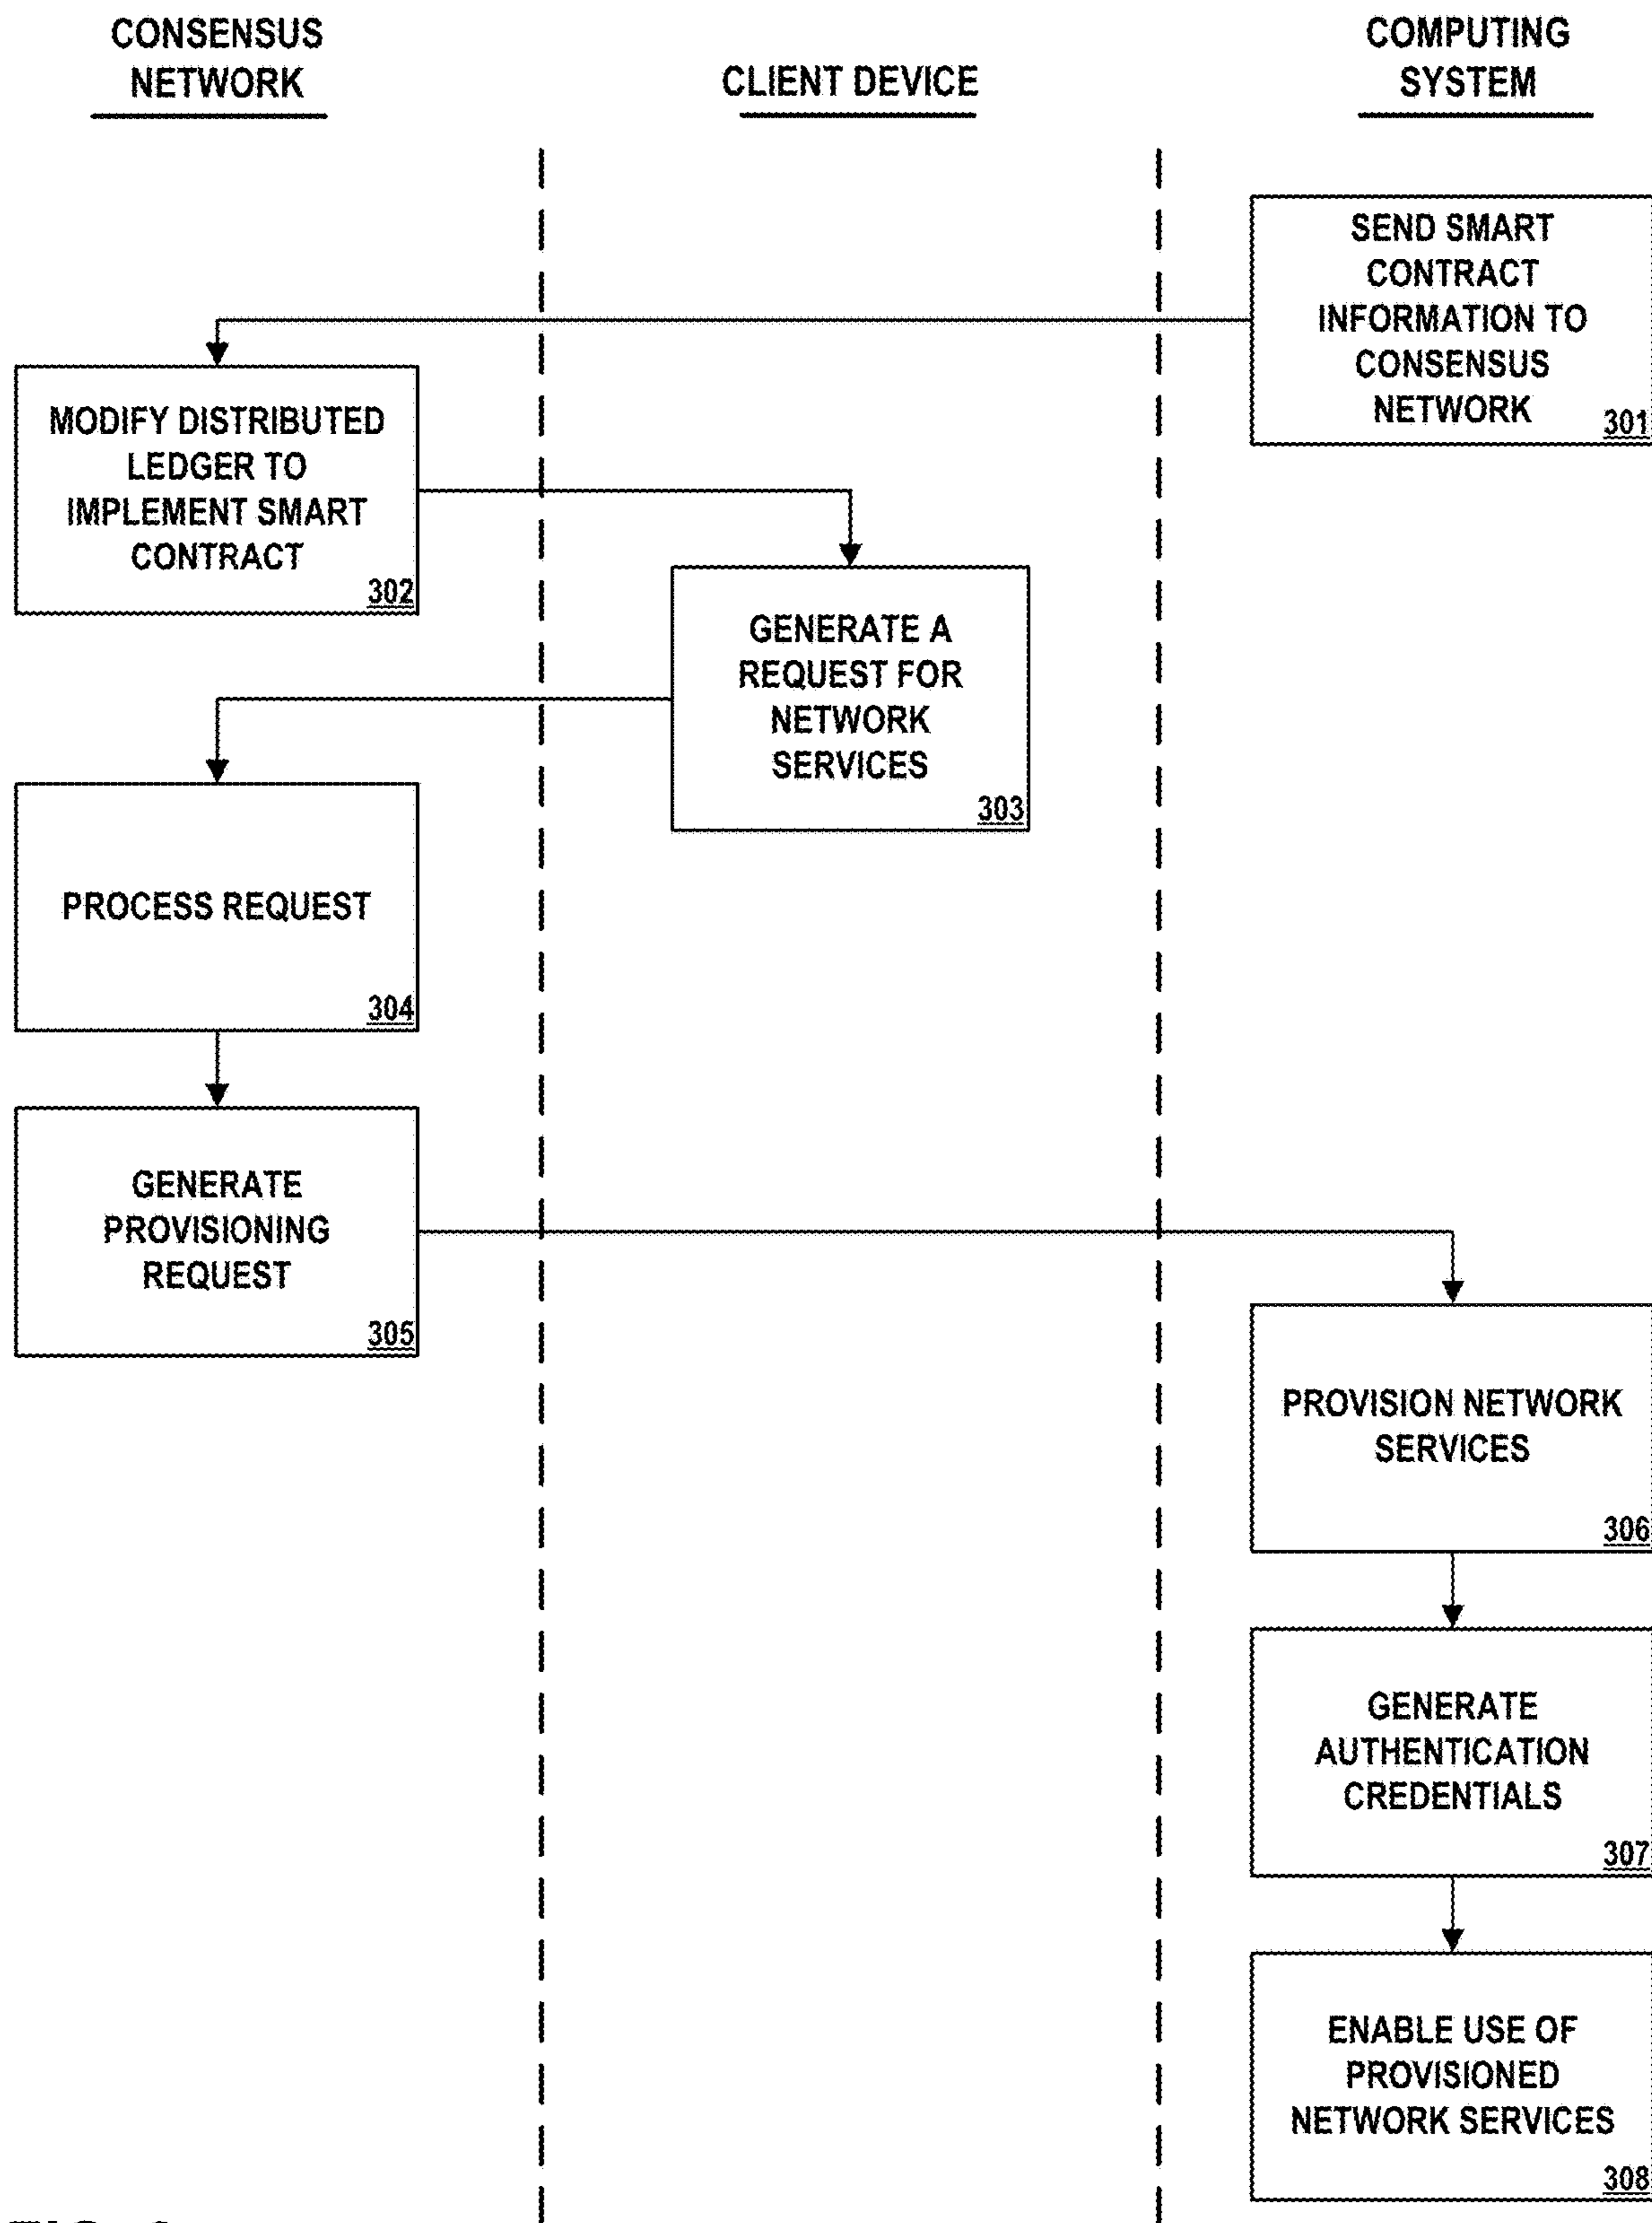 CONSENSUS
NETWORK
CLIENT DEVICE
COMPUTING
SYSTEM
SEND SMART
CONTRACT
INFORMATION TO
CONSENSUS
NETWORK
301
MODIFY DISTRIBUTED
LEDGER TO
IMPLEMENT SMART
CONTRACT
302
GENERATE A
REQUEST FOR
NETWORK
SERVICES
303
PROCESS REQUEST
304
GENERATE
PROVISIONING
REQUEST
305
PROVISION NETWORK
SERVICES
306
GENERATE
AUTHENTICATION
CREDENTIALS
307
ENABLE USE OF
PROVISIONED
NETWORK SERVICES
308